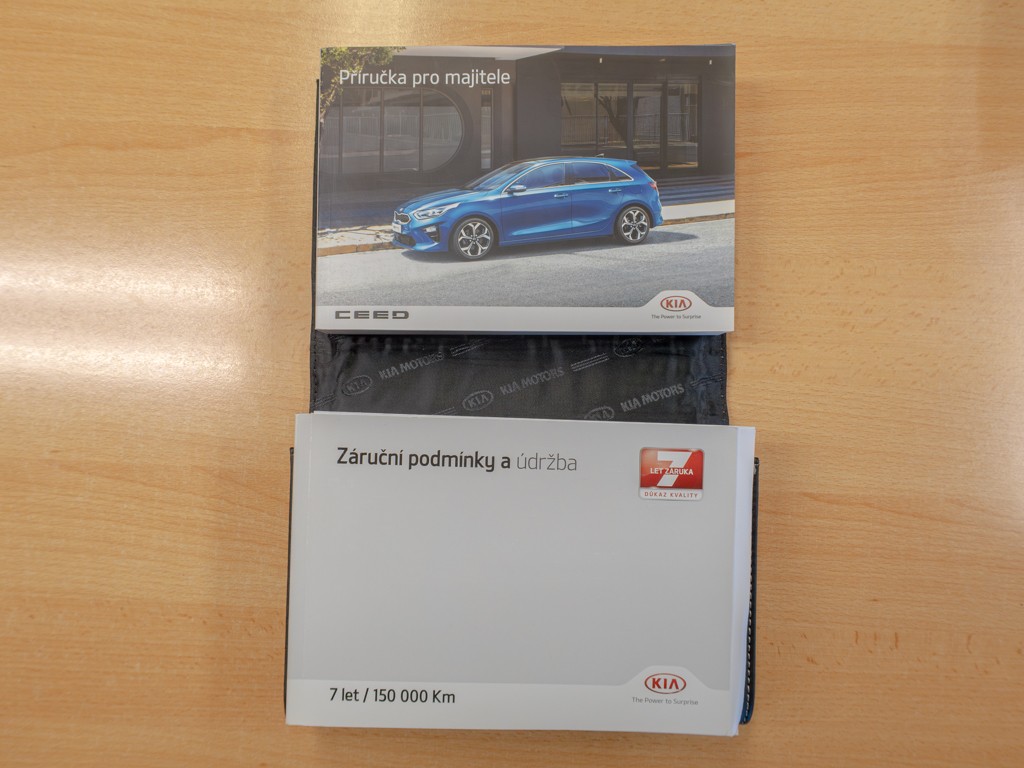 Příručka pro majitele
CEED
KIA
The Power to Surprise
KIA MOTORS
KIA MOTORS
KIA MOTORS
Záruční podmínky a údržba
7
LET ZÁRUKA
DŮKAZ KVALITY
7 let / 150 000 Km
KIA
The Power to Surprise